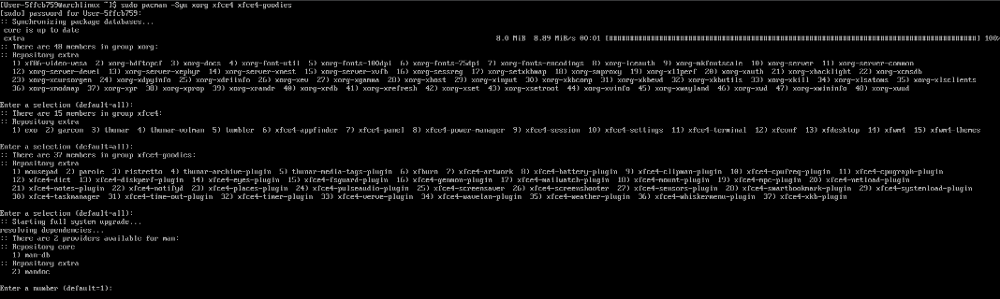 [User-5ffcb759@archlinux ~]$ sudo pacman -Syu xorg xfce4 xfce4-goodies
[sudo] password for User-5ffcb759:
:: Synchronizing package databases...
core is up to date
extra 8.0 MiB 8.89 MiB/s 00:01 [######################################################################] 100%
:: There are 48 members in group xorg:
:: Repository extra
1) xf86-video-vesa 2) xorg-bdftopcf 3) xorg-docs 4) xorg-font-util 5) xorg-fonts-100dpi 6) xorg-fonts-75dpi 7) xorg-fonts-encodings 8) xorg-iceauth 9) xorg-mkfontscale 10) xorg-server 11) xorg-server-common
12) xorg-server-devel 13) xorg-server-xephyr 14) xorg-server-xnest 15) xorg-server-xvfb 16) xorg-sessreg 17) xorg-setxkbmap 18) xorg-smproxy 19) xorg-x11perf 20) xorg-xauth 21) xorg-xbacklight 22) xorg-xcmsdb
23) xorg-xcursorgen 24) xorg-xdpyinfo 25) xorg-xdriinfo 26) xorg-xev 27) xorg-xgamma 28) xorg-xhost 29) xorg-xinput 30) xorg-xkbcomp 31) xorg-xkbevd 32) xorg-xkbutils 33) xorg-xkill 34) xorg-xlsatoms 35) xorg-xlsclients
36) xorg-xmodmap 37) xorg-xpr 38) xorg-xprop 39) xorg-xrandr 40) xorg-xrdb 41) xorg-xrefresh 42) xorg-xset 43) xorg-xsetroot 44) xorg-xvinfo 45) xorg-xwayland 46) xorg-xwd 47) xorg-xwininfo 48) xorg-xwud
Enter a selection (default=all):
:: There are 15 members in group xfce4:
:: Repository extra
1) exo 2) garcon 3) thunar 4) thunar-volman 5) tumbler 6) xfce4-appfinder 7) xfce4-panel 8) xfce4-power-manager 9) xfce4-session 10) xfce4-settings 11) xfce4-terminal 12) xfconf 13) xfdesktop 14) xfwm4 15) xfwm4-themes
Enter a selection (default=all):
:: There are 37 members in group xfce4-goodies:
:: Repository extra
1) mousepad 2) parole 3) ristretto 4) thunar-archive-plugin 5) thunar-media-tags-plugin 6) xfburn 7) xfce4-artwork 8) xfce4-battery-plugin 9) xfce4-clipman-plugin 10) xfce4-cpufreq-plugin 11) xfce4-cpugraph-plugin
12) xfce4-dict 13) xfce4-diskperf-plugin 14) xfce4-eyes-plugin 15) xfce4-fsguard-plugin 16) xfce4-genmon-plugin 17) xfce4-mailwatch-plugin 18) xfce4-mount-plugin 19) xfce4-mpc-plugin 20) xfce4-netload-plugin
21) xfce4-notes-plugin 22) xfce4-notifyd 23) xfce4-places-plugin 24) xfce4-pulseaudio-plugin 25) xfce4-screensaver 26) xfce4-screenshooter 27) xfce4-sensors-plugin 28) xfce4-smartbookmark-plugin 29) xfce4-systemload-plugin
30) xfce4-taskmanager 31) xfce4-time-out-plugin 32) xfce4-timer-plugin 33) xfce4-verve-plugin 34) xfce4-wavelan-plugin 35) xfce4-weather-plugin 36) xfce4-whiskermenu-plugin 37) xfce4-xkb-plugin
Enter a selection (default=all):
:: Starting full system upgrade...
resolving dependencies...
:: There are 2 providers available for man:
:: Repository core
1) man-db
:: Repository extra
2) mandoc
Enter a number (default=1):